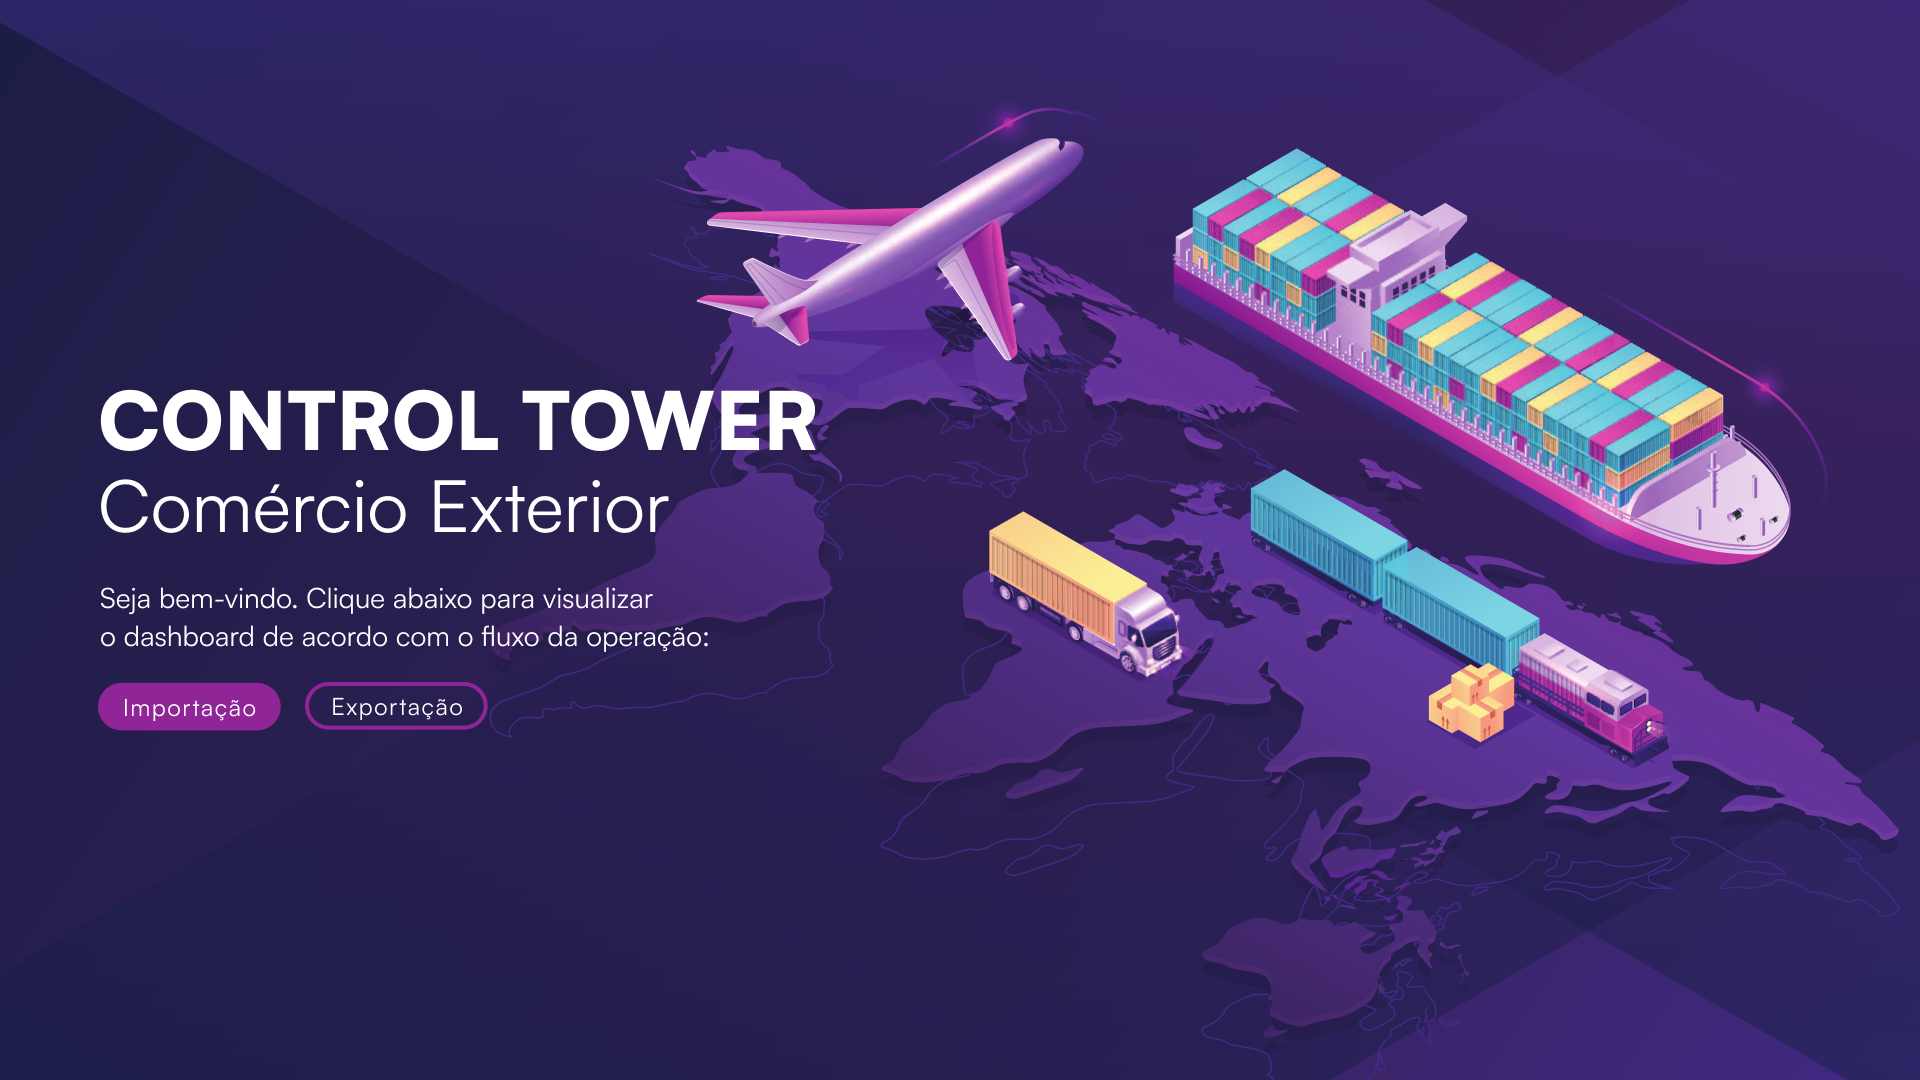 CONTROL TOWER
Comércio Exterior
Seja bem-vindo. Clique abaixo para visualizar
o dashboard de acordo com o fluxo da operação:
Importação
Exportação